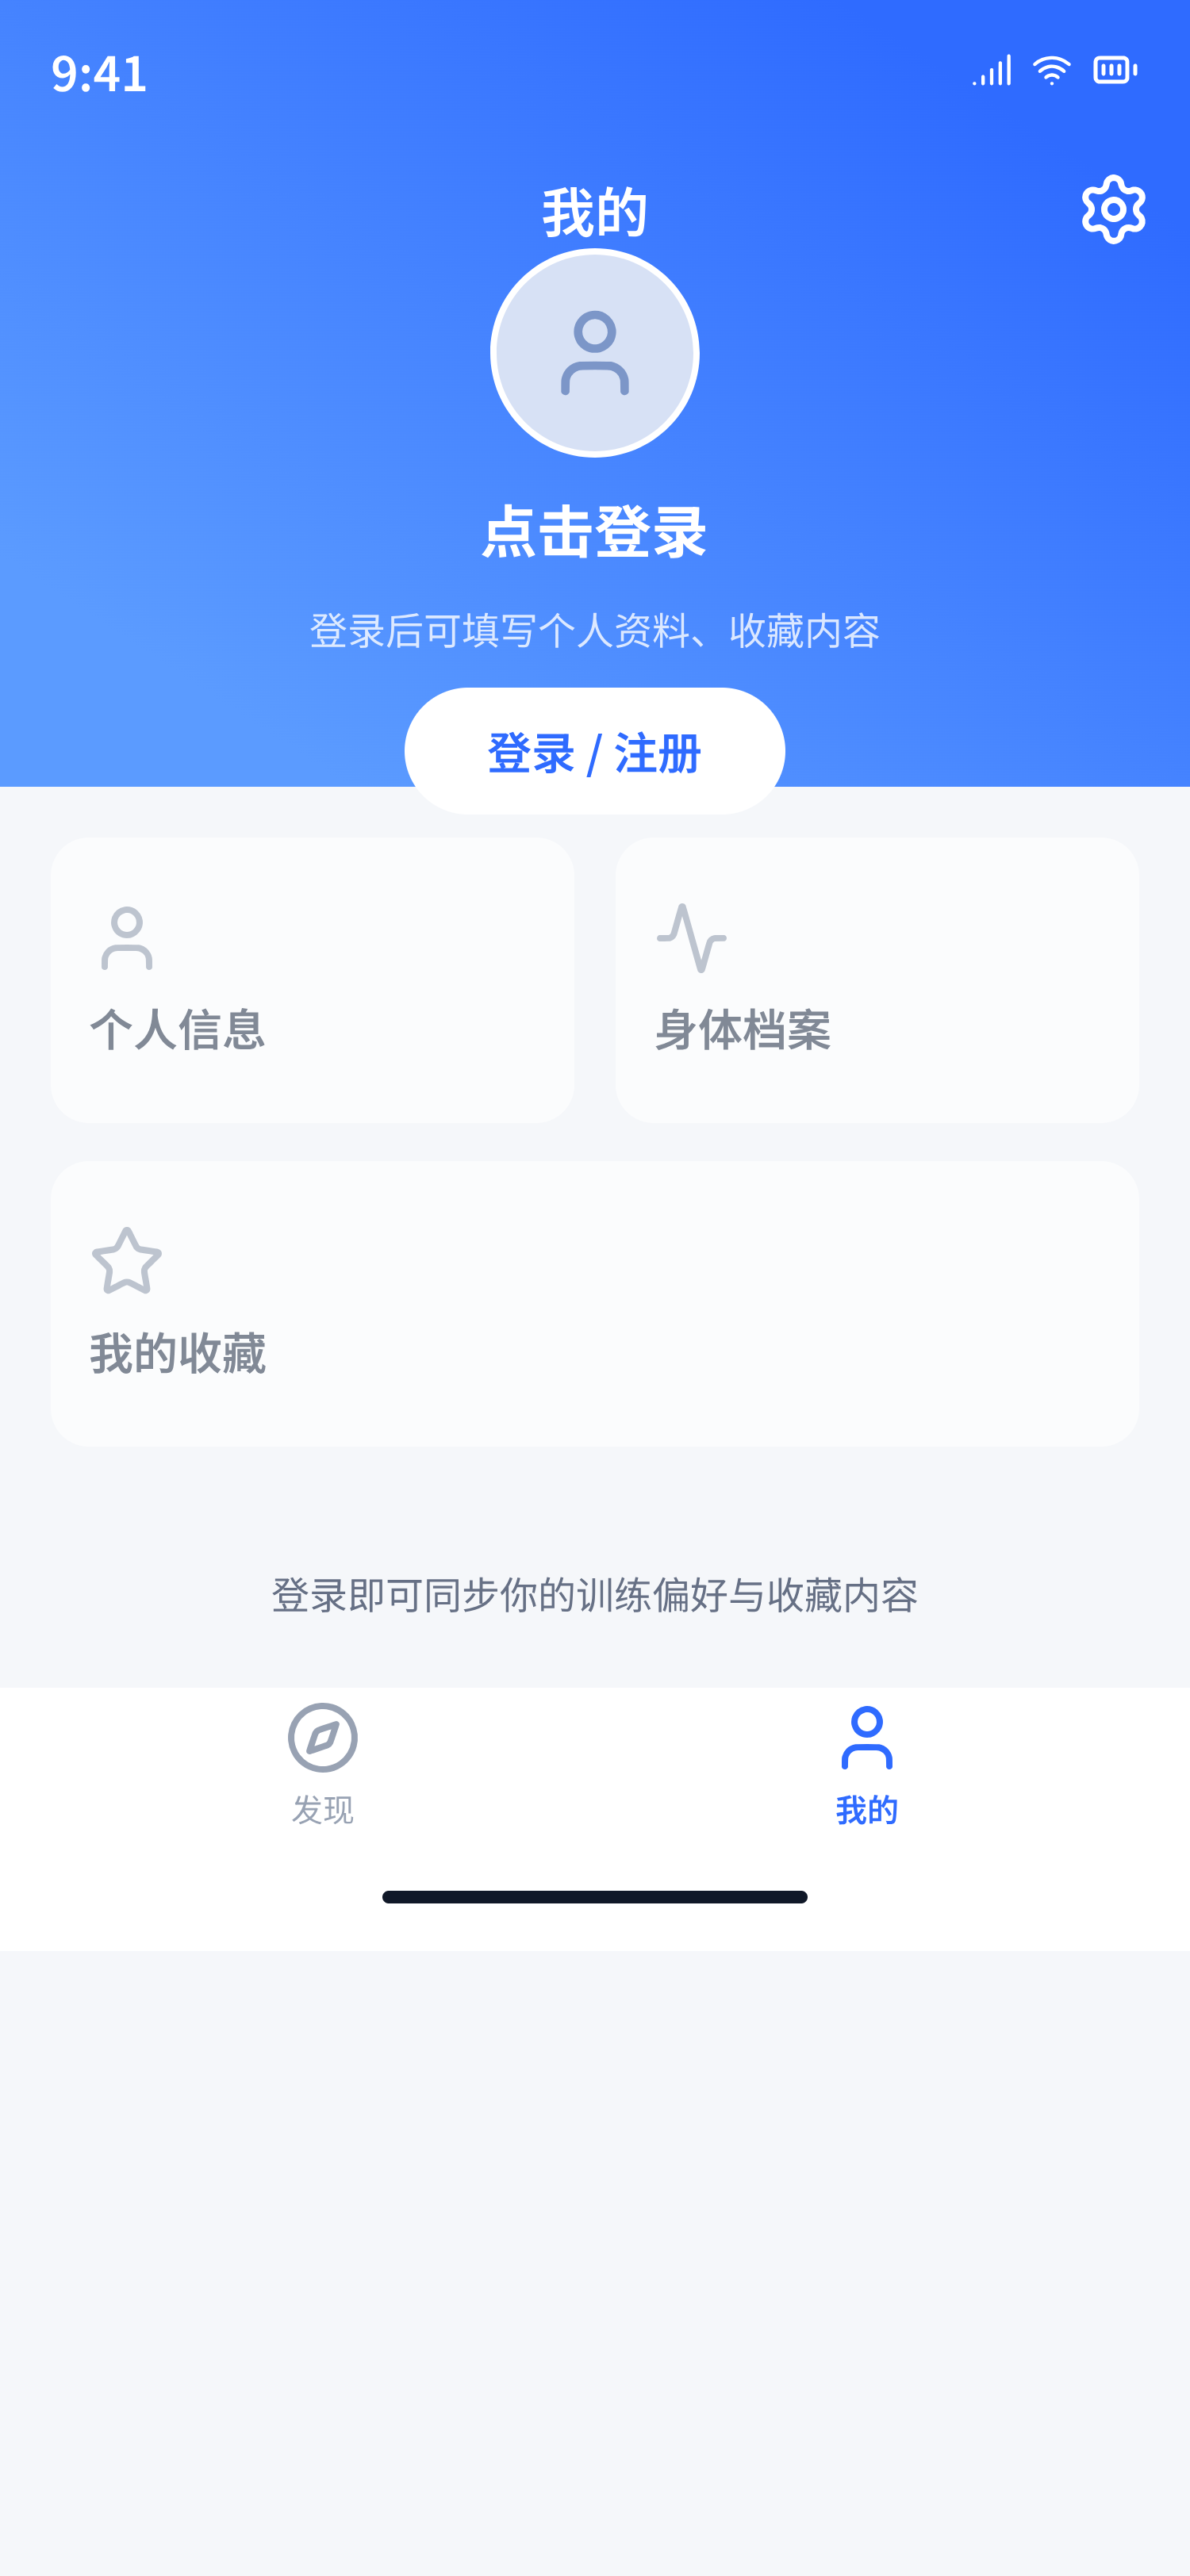 9:41
我的
点击登录
登录后可填写个人资料、收藏内容
登录 / 注册
个人信息
身体档案
我的收藏
登录即可同步你的训练偏好与收藏内容
发现
我的